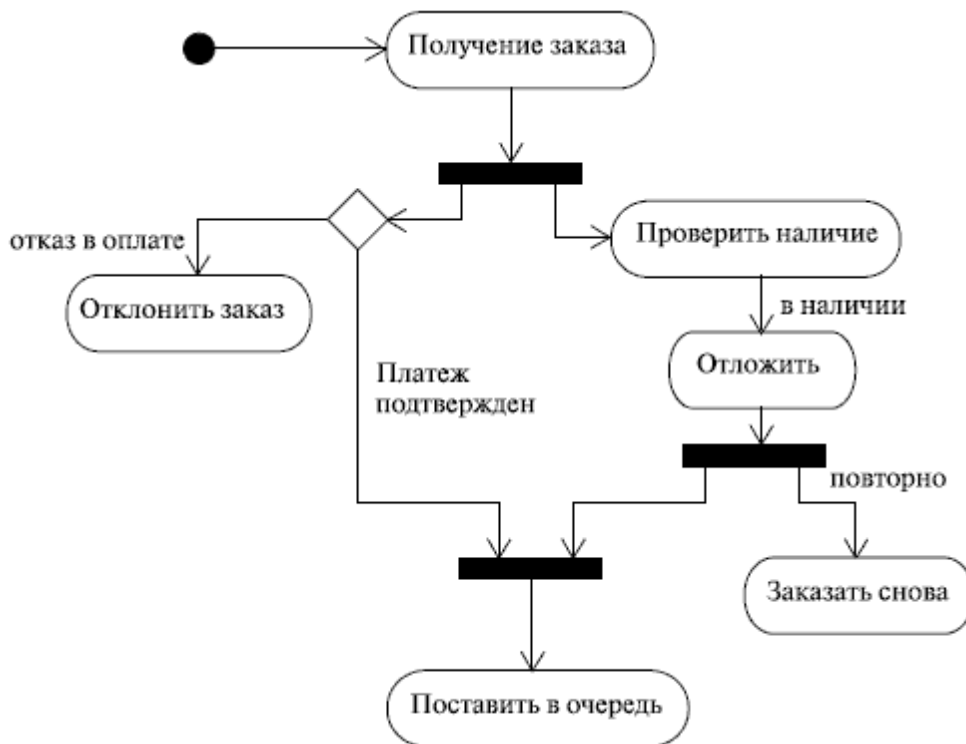 Получение заказа
отказ в оплате
Проверить наличие
Отклонить заказ
в наличии
Отложить
Платеж
подтвержден
повторно
Заказать снова
Поставить в очередь